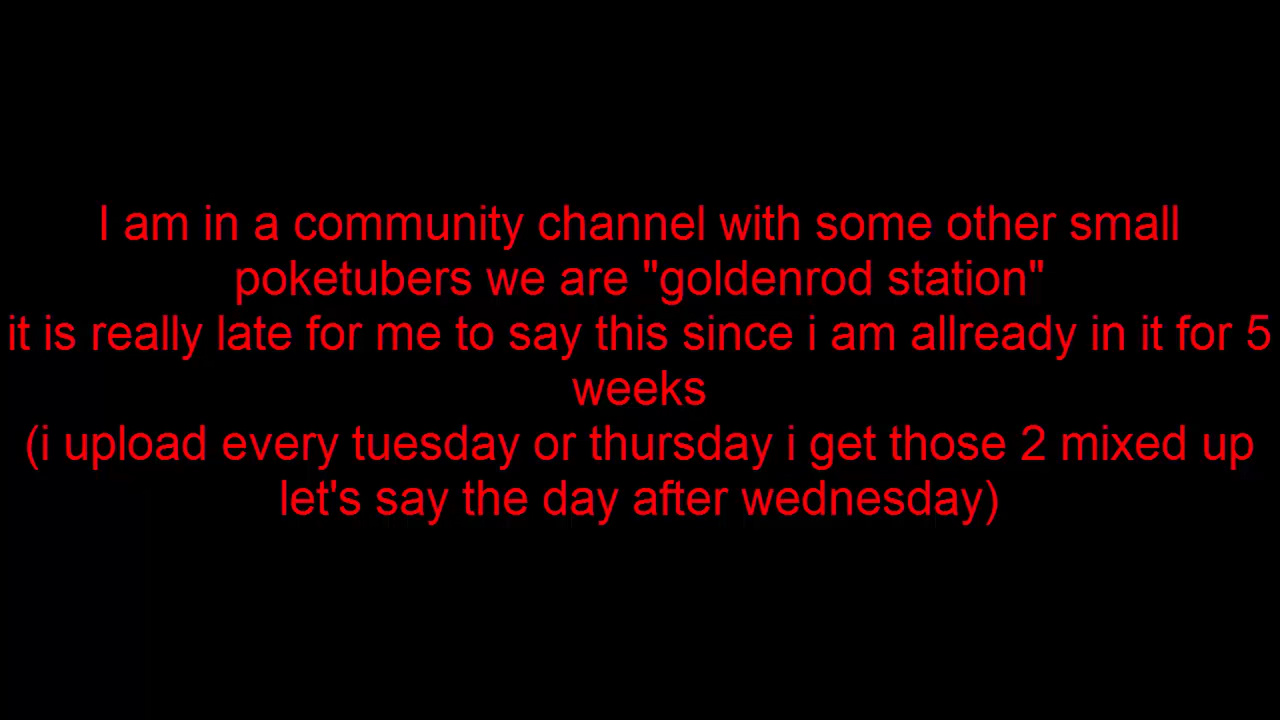 I am in a community channel with some other small
poketubers we are "goldenrod station"
it is really late for me to say this since i am allready in it for 5
weeks
(i upload every tuesday or thursday i get those 2 mixed up
let's say the day after wednesday)